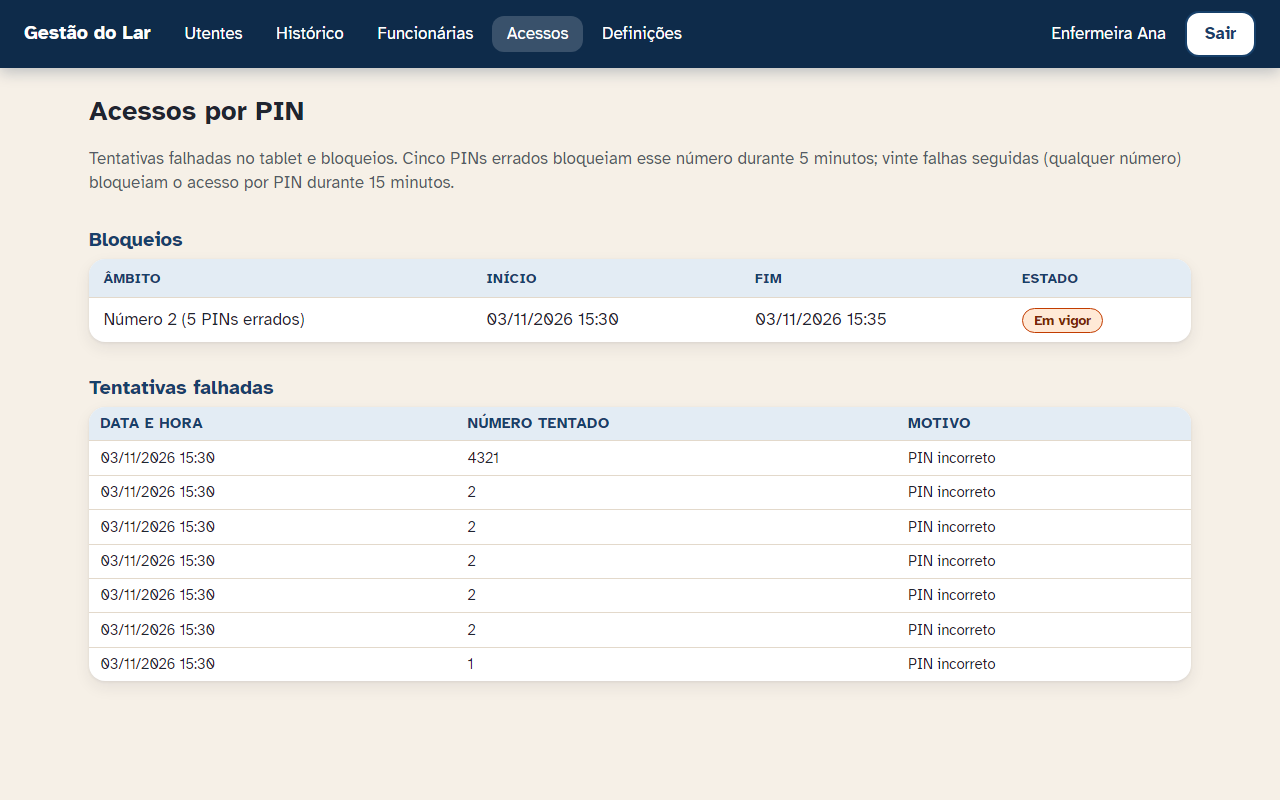 Gestão do Lar Utentes Histórico Funcionárias Acessos Definições Enfermeira Ana Sair
Acessos por PIN
Tentativas falhadas no tablet e bloqueios. Cinco PINs errados bloqueiam esse número durante 5 minutos; vinte falhas seguidas (qualquer número)
bloqueiam o acesso por PIN durante 15 minutos.
Bloqueios
ÂMBITO INÍCIO FIM ESTADO
Número 2 (5 PINs errados) 03/11/2026 15:30 03/11/2026 15:35 Em vigor
Tentativas falhadas
DATA E HORA NÚMERO TENTADO MOTIVO
03/11/2026 15:30 4321 PIN incorreto
03/11/2026 15:30 2 PIN incorreto
03/11/2026 15:30 2 PIN incorreto
03/11/2026 15:30 2 PIN incorreto
03/11/2026 15:30 2 PIN incorreto
03/11/2026 15:30 2 PIN incorreto
03/11/2026 15:30 1 PIN incorreto